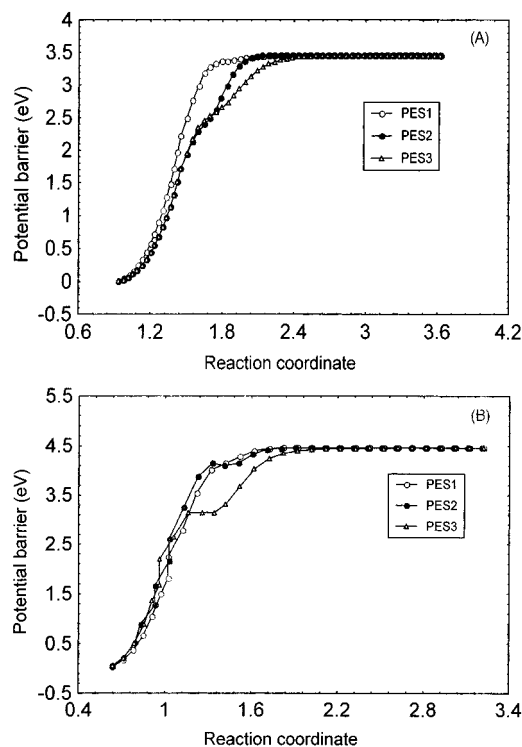 (A)
4
3.5
3
2.5
2
1.5
1
0.5
0
-0.5
Potential barrier (eV)
PES1
PES2
PES3
0.6 1.2 1.8 2.4 3 3.6 4.2
Reaction coordinate
(B)
5.5
4.5
3.5
2.5
1.5
0.5
-0.5
Potential barrier (eV)
PES1
PES2
PES3
0.4 1 1.6 2.2 2.8 3.4
Reaction coordinate